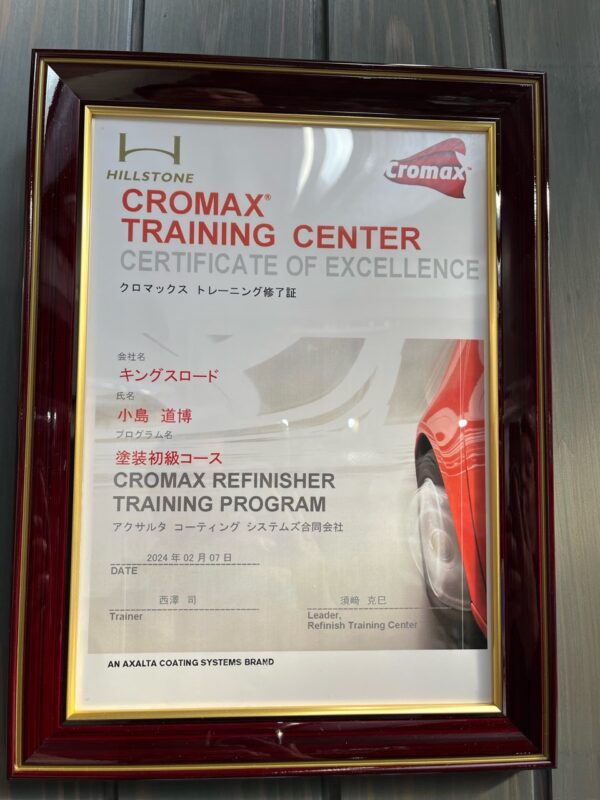 HILLSTONE
Cromax™
CROMAX®
TRAINING CENTER
CERTIFICATE OF EXCELLENCE
クロマックス トレーニング修了証
会社名
キングスロード
氏名
小島 道博
プログラム名
塗装初級コース
CROMAX REFINISHER
TRAINING PROGRAM
アクサルタ コーティング システムズ合同会社
2024 年 02 月 07 日
DATE
西澤 司
Trainer
須﨑 克巳
Leader,
Refinish Training Center
AN AXALTA COATING SYSTEMS BRAND